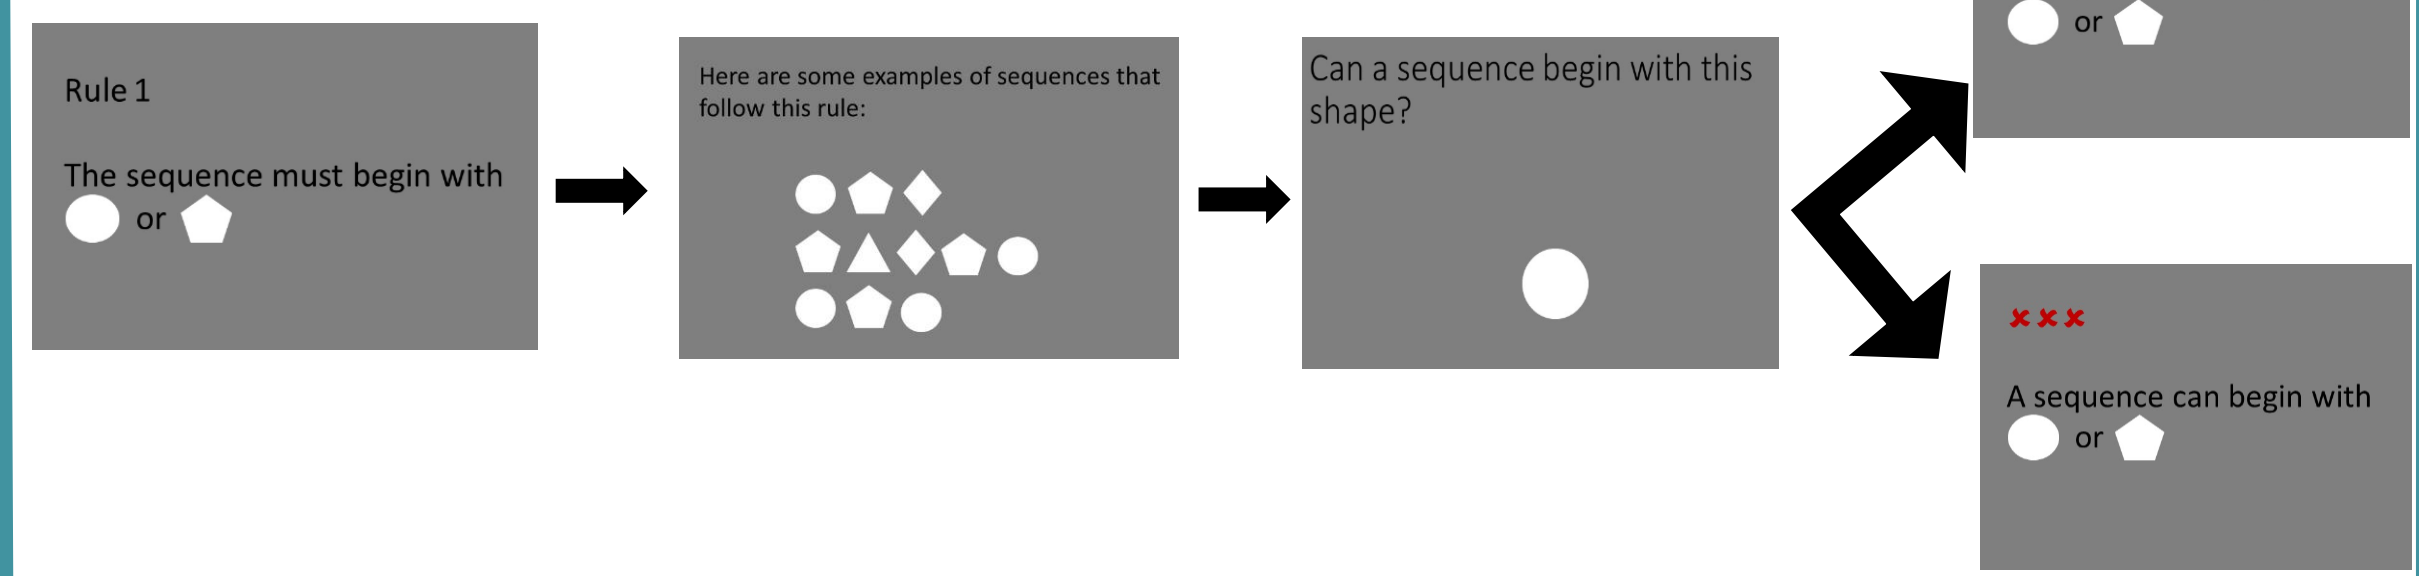 Rule 1
The sequence must begin with
or
Here are some examples of sequences that
follow this rule:
Can a sequence begin with this
shape?
or
A sequence can begin with
or